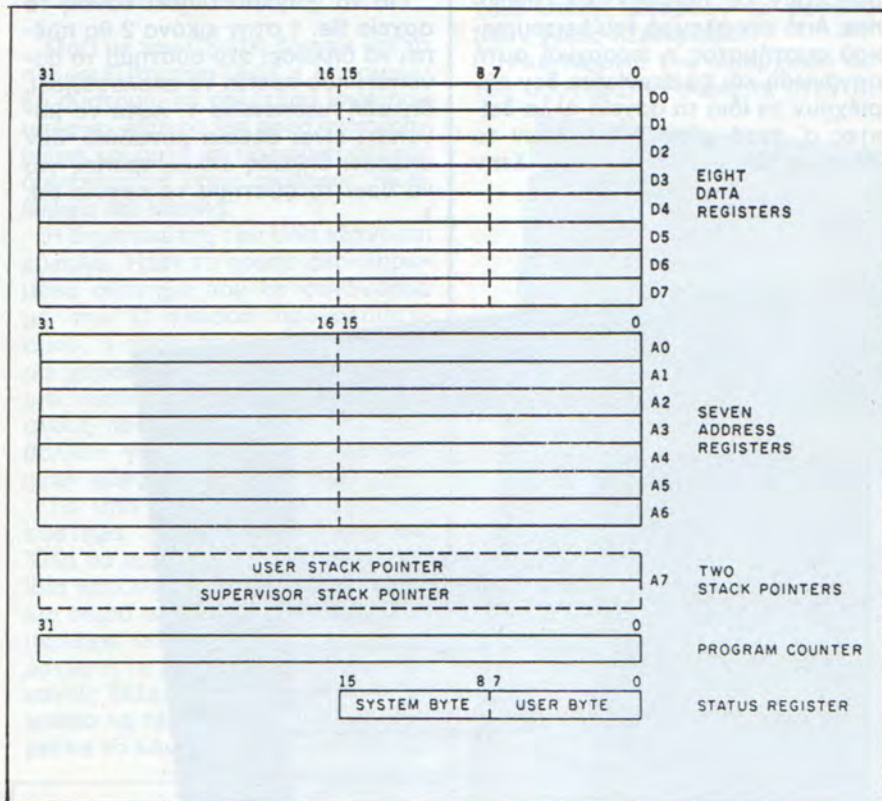 31 16 15 8 7 0
D0
D1
D2
D3
D4
D5
D6
D7
EIGHT
DATA
REGISTERS
31 16 15 0
A0
A1
A2
A3
A4
A5
A6
SEVEN
ADDRESS
REGISTERS
USER STACK POINTER
SUPERVISOR STACK POINTER
A7
TWO
STACK POINTERS
31 0
PROGRAM COUNTER
15 8 7 0
SYSTEM BYTE USER BYTE
STATUS REGISTER